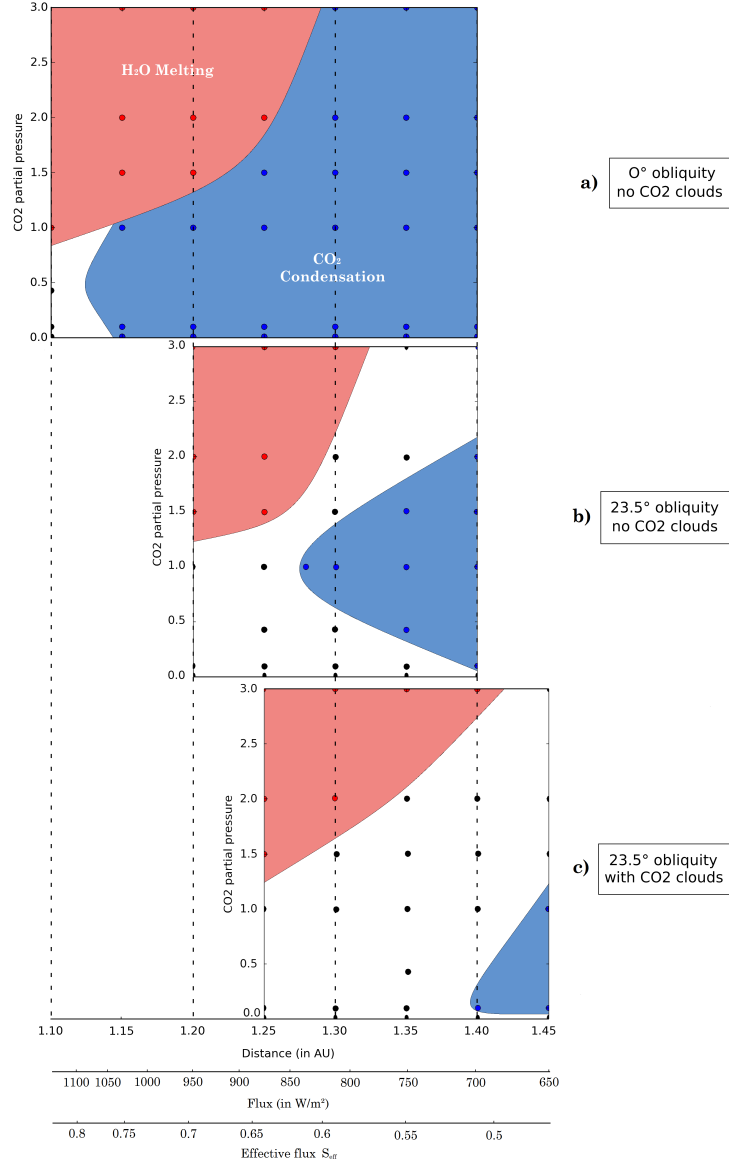 3.0
2.5
2.0
1.5
1.0
0.5
0.0
CO2 partial pressure
H₂O Melting
CO₂
Condensation
a)
O° obliquity
no CO2 clouds
3.0
2.5
2.0
1.5
1.0
0.5
0.0
CO2 partial pressure
b)
23.5° obliquity
no CO2 clouds
3.0
2.5
2.0
1.5
1.0
0.5
0.0
CO2 partial pressure
c)
23.5° obliquity
with CO2 clouds
1.10 1.15 1.20 1.25 1.30 1.35 1.40 1.45
Distance (in AU)
1100 1050 1000 950 900 850 800 750 700 650
Flux (in W/m²)
0.8 0.75 0.7 0.65 0.6 0.55 0.5
Effective flux S_eff